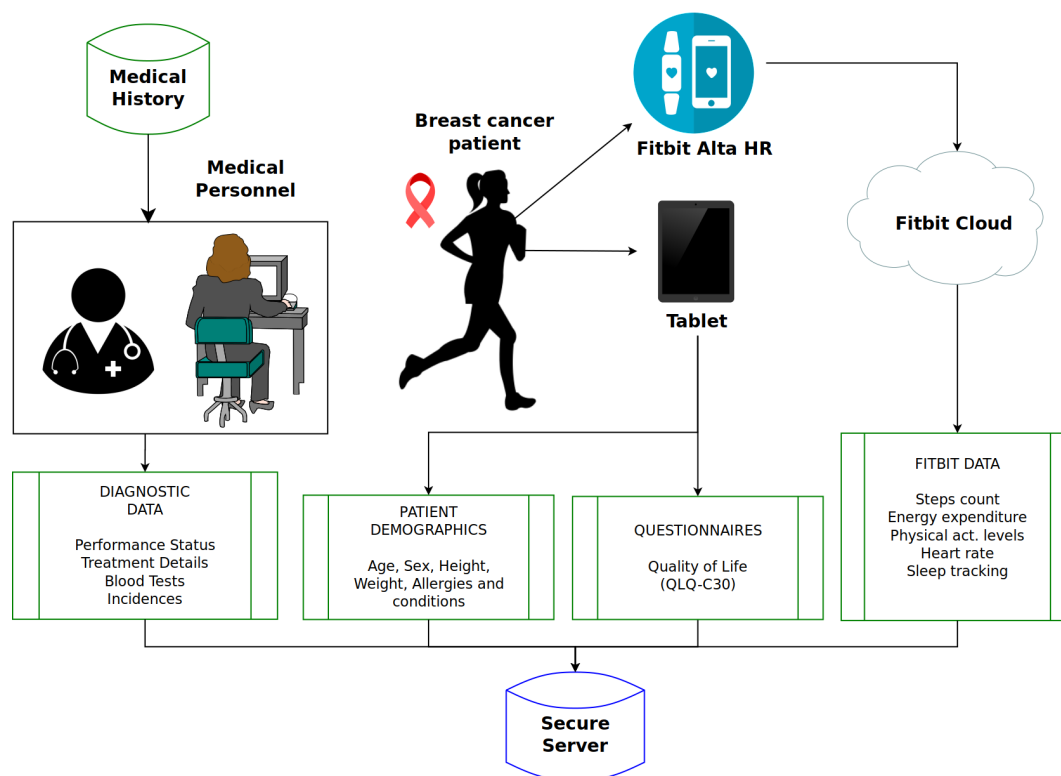 Medical
History
Medical
Personnel
Breast cancer
patient
Fitbit Alta HR
Tablet
Fitbit Cloud
DIAGNOSTIC
DATA
Performance Status
Treatment Details
Blood Tests
Incidences
PATIENT
DEMOGRAPHICS
Age, Sex, Height,
Weight, Allergies and
conditions
QUESTIONNAIRES
Quality of Life
(QLQ-C30)
FITBIT DATA
Steps count
Energy expenditure
Physical act. levels
Heart rate
Sleep tracking
Secure
Server